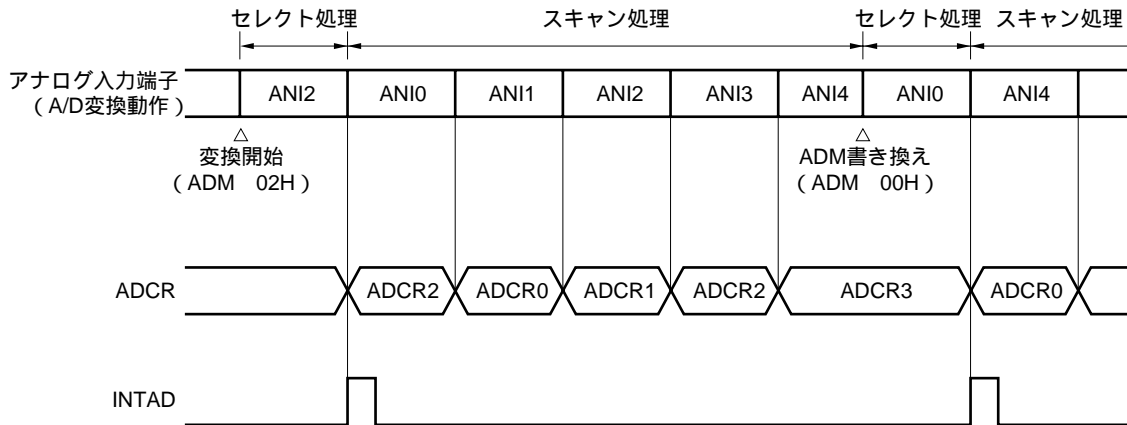 セレクト処理 スキャン処理 セレクト処理 スキャン処理
アナログ入力端子
（A/D変換動作）
ANI2 ANI0 ANI1 ANI2 ANI3 ANI4 ANI0 ANI4
△ △
変換開始 ADM書き換え
（ADM　02H） （ADM　00H）
ADCR ADCR2 ADCR0 ADCR1 ADCR2 ADCR3 ADCR0
INTAD